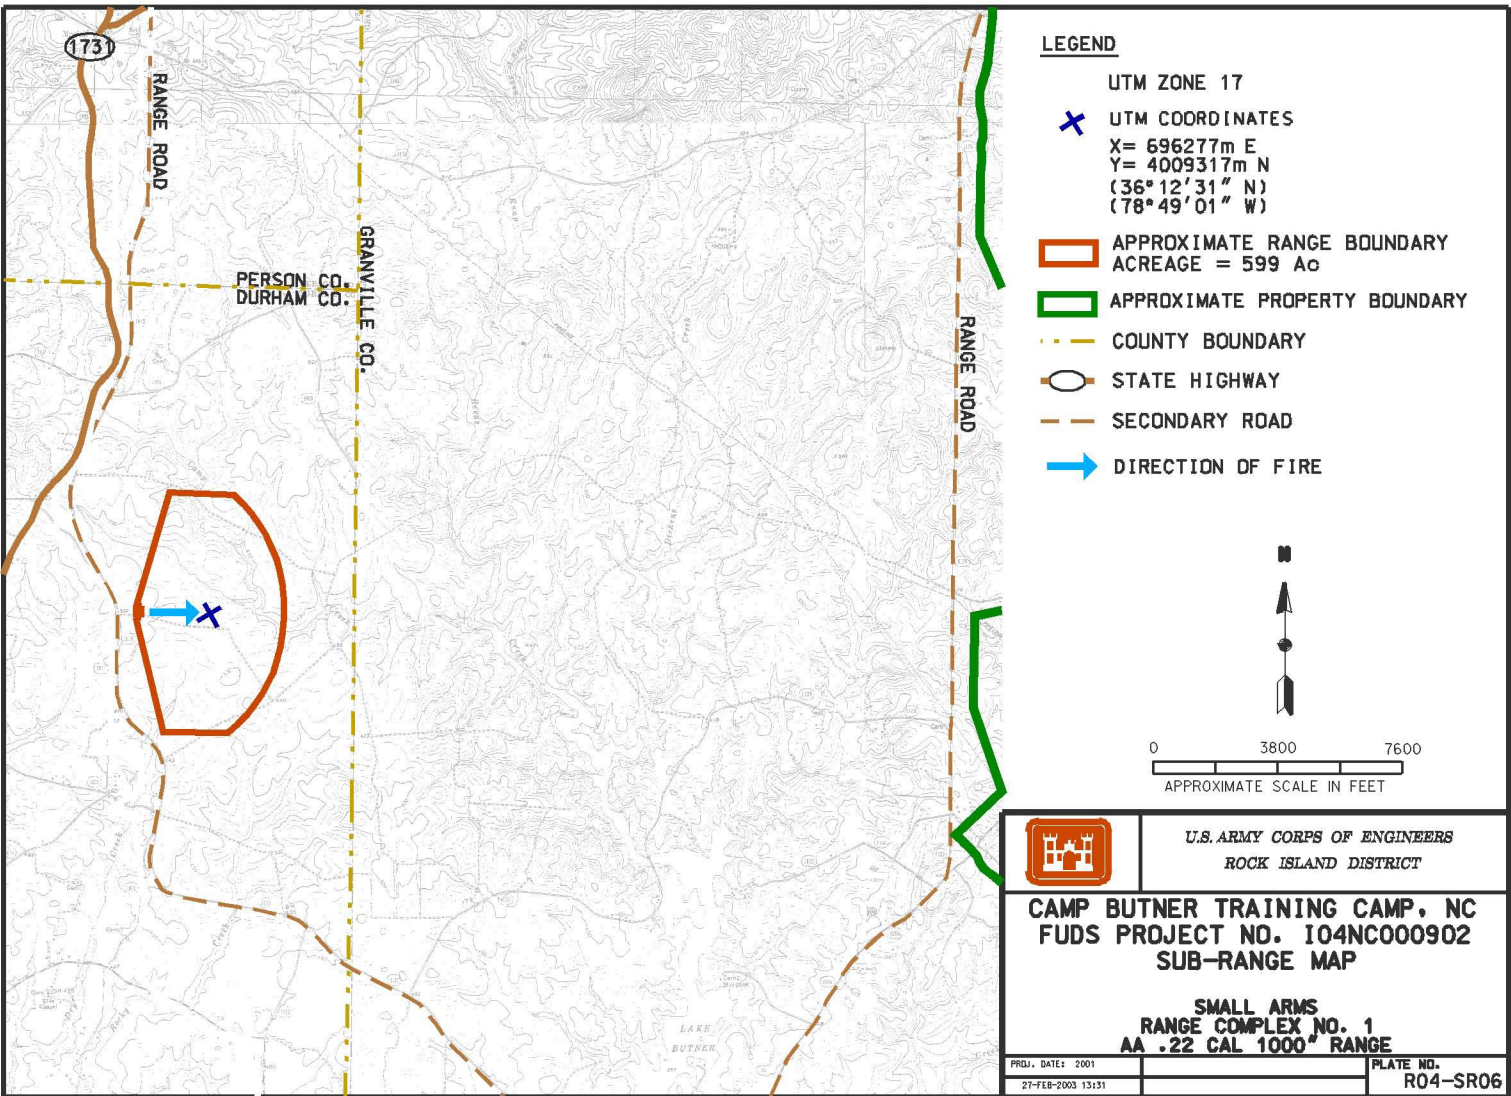 1731
RANGE ROAD
PERSON CO.
DURHAM CO.
GRANVILLE CO.
RANGE ROAD
LAKE
BUTNER
LEGEND
UTM ZONE 17
UTM COORDINATES
X= 696277m E
Y= 4009317m N
(36°12'31" N)
(78°49'01" W)
APPROXIMATE RANGE BOUNDARY
ACREAGE = 599 Ac
APPROXIMATE PROPERTY BOUNDARY
COUNTY BOUNDARY
STATE HIGHWAY
SECONDARY ROAD
DIRECTION OF FIRE
N
0 3800 7600
APPROXIMATE SCALE IN FEET
U.S. ARMY CORPS OF ENGINEERS
ROCK ISLAND DISTRICT
CAMP BUTNER TRAINING CAMP, NC
FUDS PROJECT NO. I04NC000902
SUB-RANGE MAP
SMALL ARMS
RANGE COMPLEX NO. 1
AA .22 CAL 1000" RANGE
PROJ. DATE: 2001
27-FEB-2003 13:31
PLATE NO.
R04-SR06